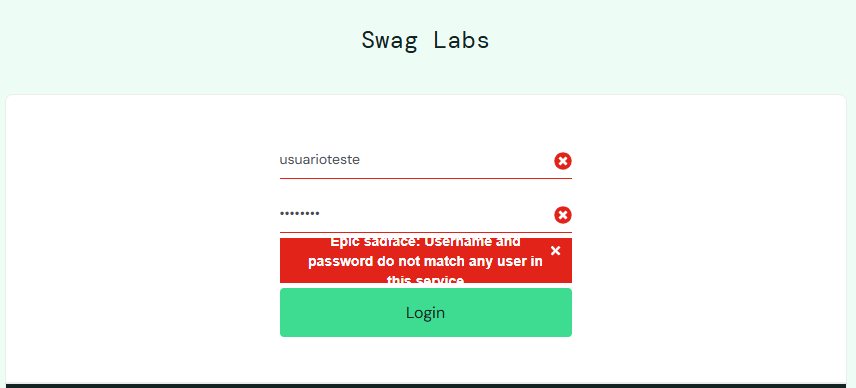 Swag Labs
usuarioteste
••••••••
Epic sadface: Username and
password do not match any user in
this service
Login